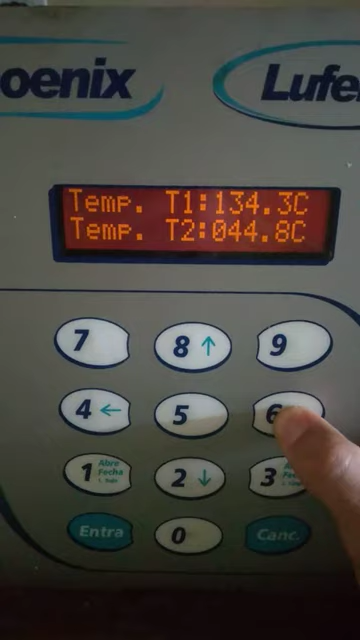 oenix
Lufe
Temp. T1:134.3C
Temp. T2:044.8C
7
8 ↑
9
4 ←
5
6
1 Abre Fecha
2 ↓
3
Entra
0
Canc.